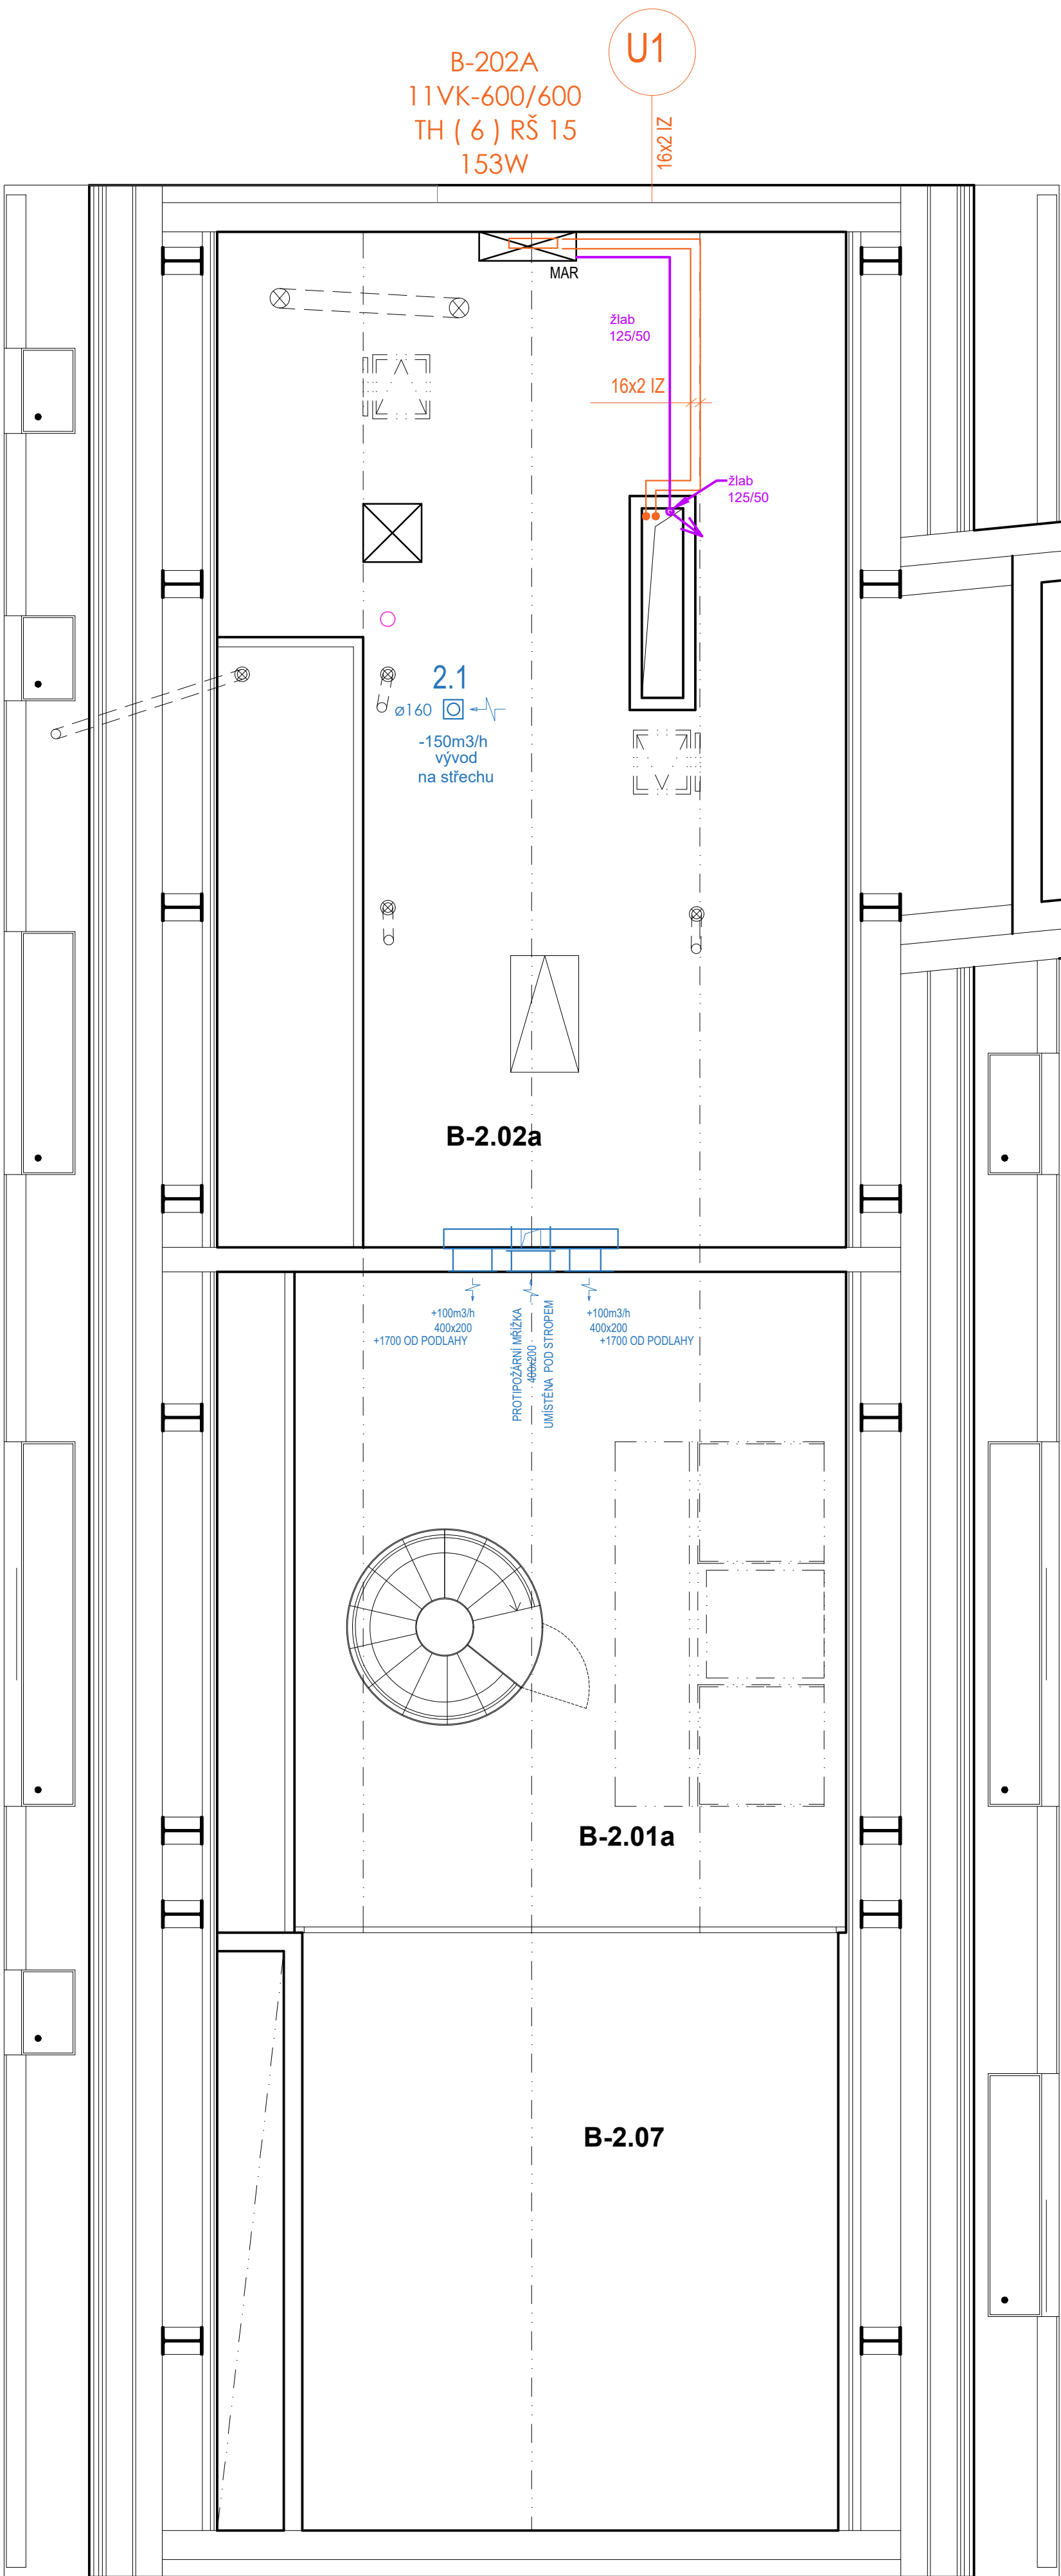 U1
B-202A
11VK-600/600
TH ( 6 ) RŠ 15
153W
16x2 IZ
MAR
žlab
125/50
16x2 IZ
žlab
125/50
2.1
ø160
-150m3/h
vývod
na střechu
B-2.02a
+100m3/h
400x200
+1700 OD PODLAHY
PROTIPOŽÁRNÍ MŘÍŽKA
400x200
UMÍSTĚNA POD STROPEM
+100m3/h
400x200
+1700 OD PODLAHY
B-2.01a
B-2.07